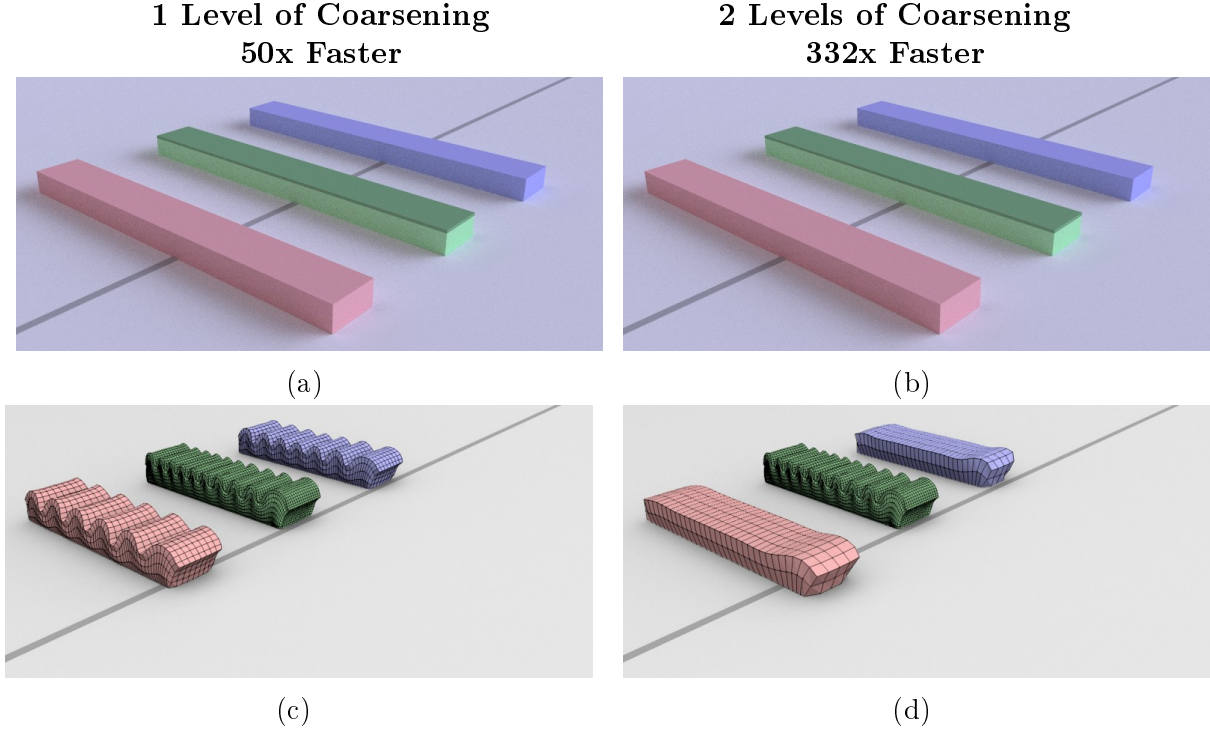 1 Level of Coarsening
50x Faster
2 Levels of Coarsening
332x Faster
(a)
(b)
(c)
(d)